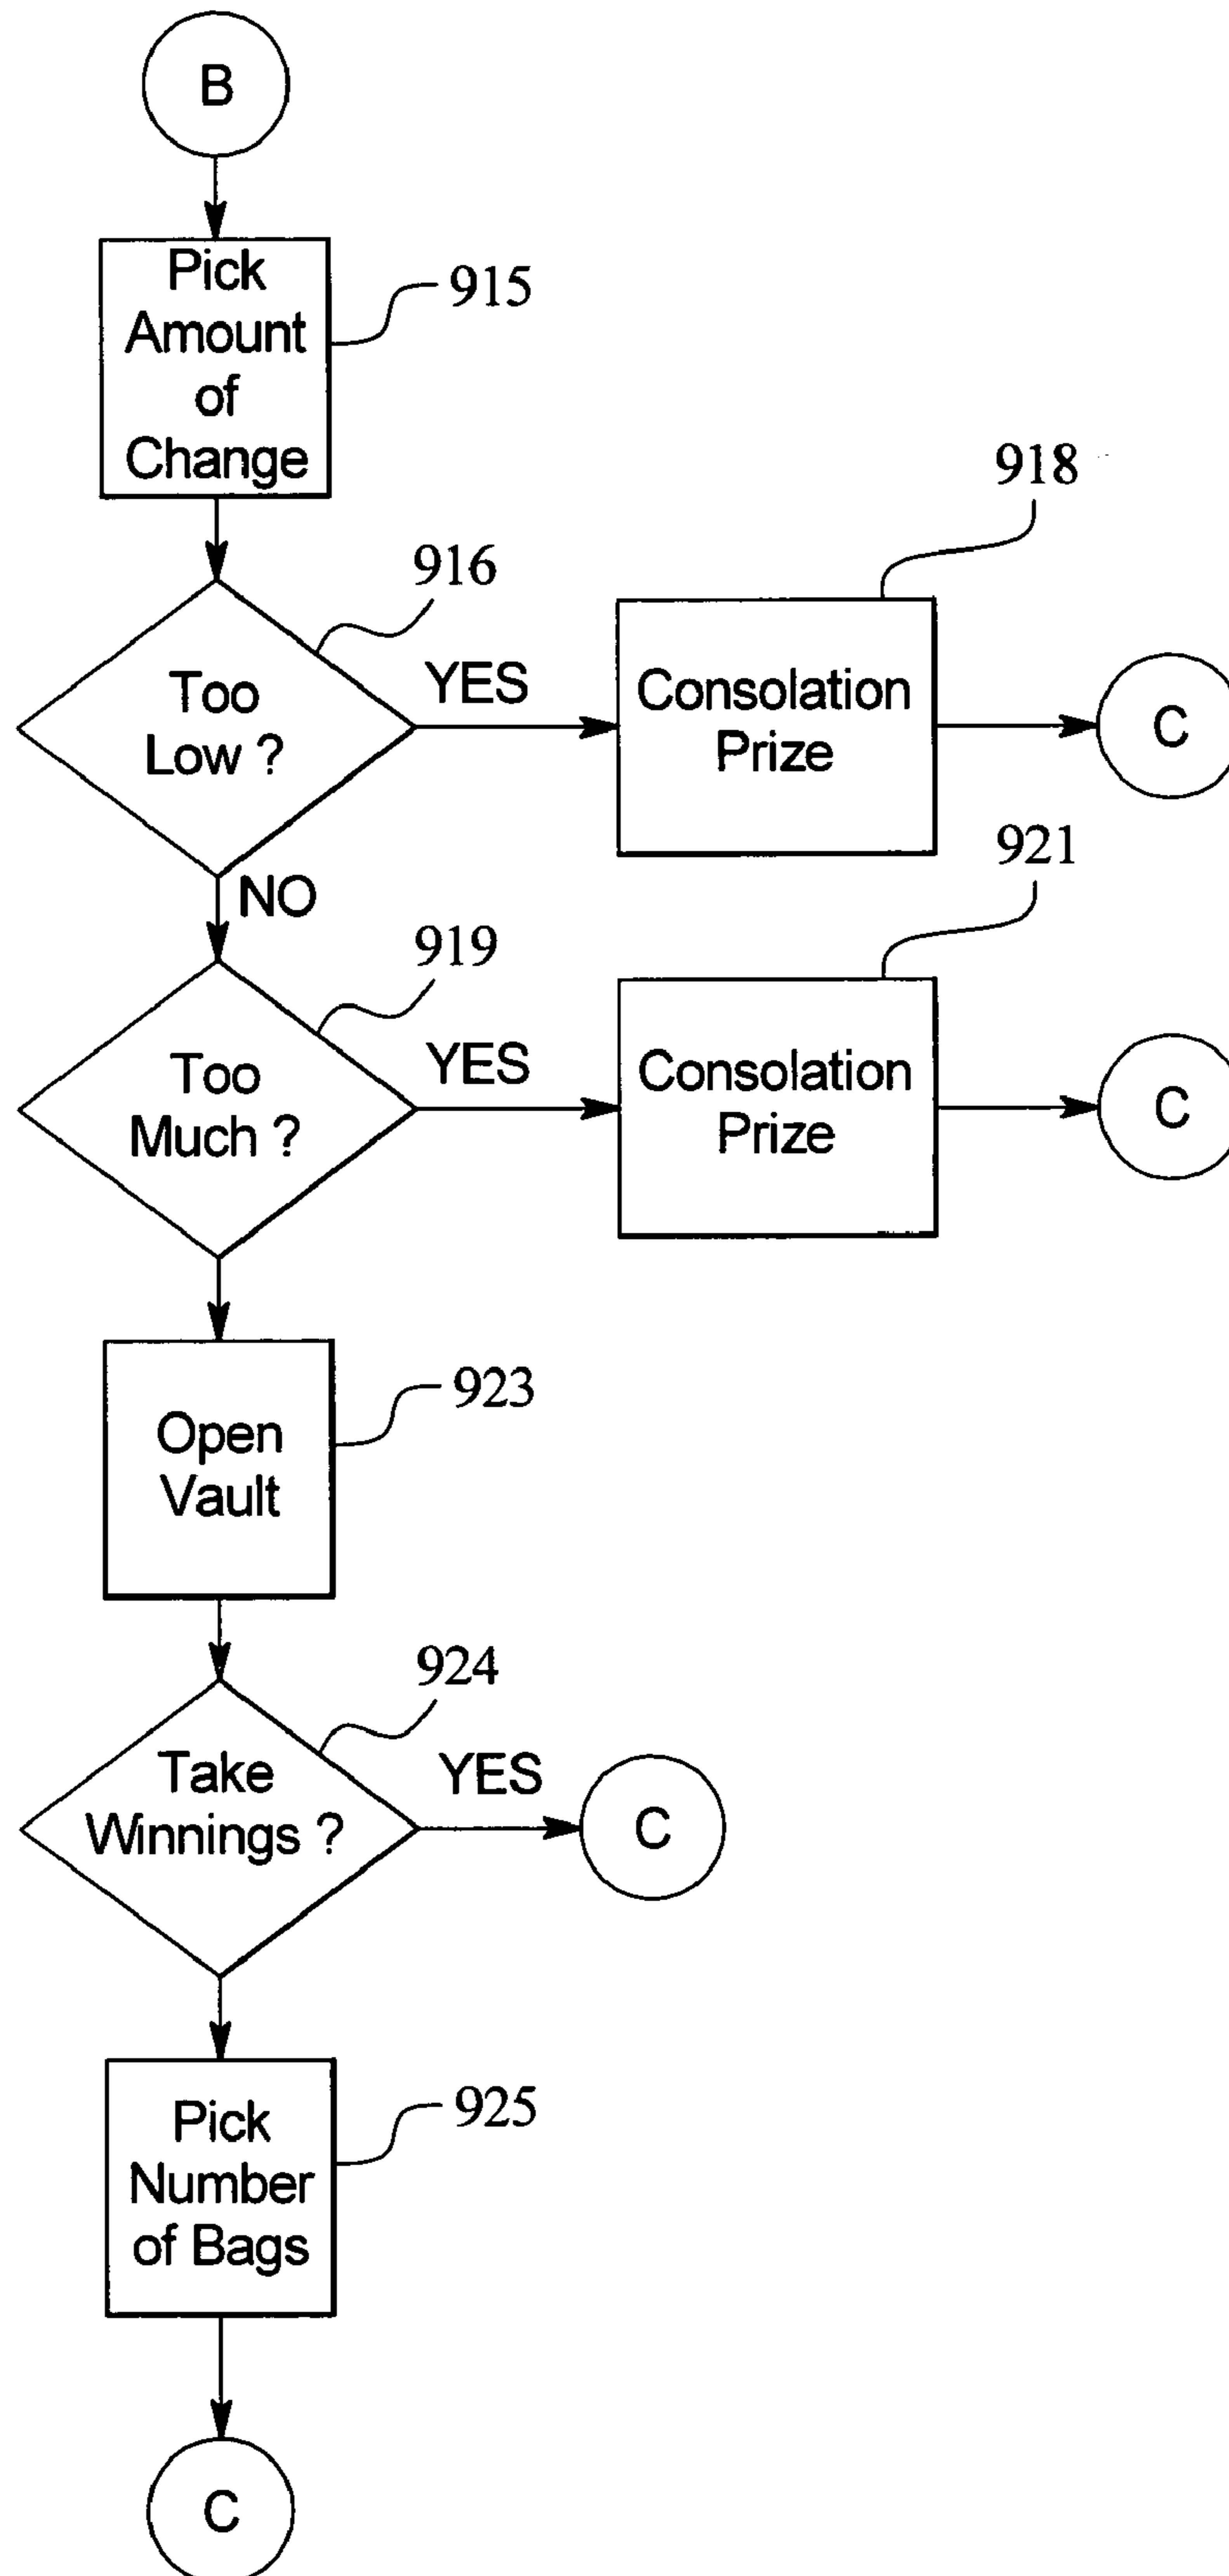 B
Pick
Amount
of
Change
915
916
Too
Low ?
YES
918
Consolation
Prize
C
NO
919
Too
Much ?
YES
921
Consolation
Prize
C
Open
Vault
923
924
Take
Winnings ?
YES
C
Pick
Number
of Bags
925
C